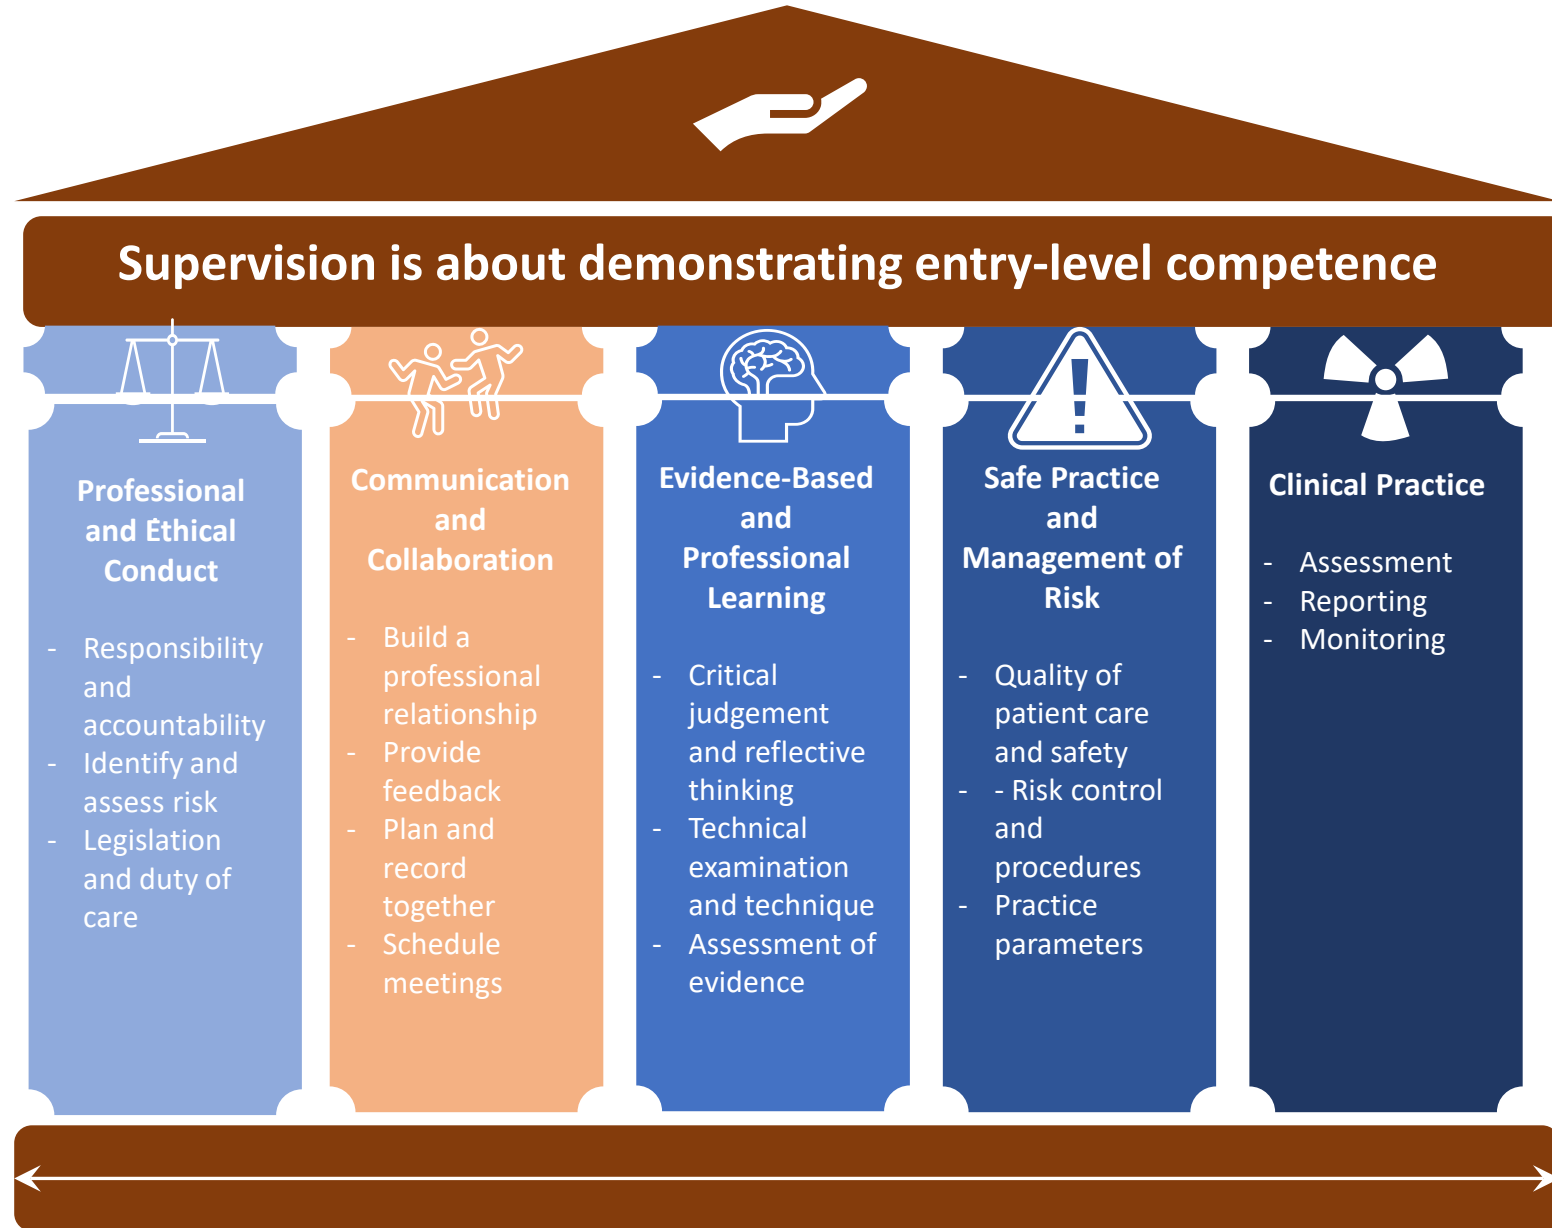 Supervision is about demonstrating entry-level competence
Professional
and Ethical
Conduct
- Responsibility
and
accountability
- Identify and
assess risk
- Legislation
and duty of
care
Communication
and
Collaboration
- Build a
professional
relationship
- Provide
feedback
- Plan and
record
together
- Schedule
meetings
Evidence-Based
and
Professional
Learning
- Critical
judgement
and reflective
thinking
- Technical
examination
and technique
- Assessment of
evidence
Safe Practice
and
Management of
Risk
- Quality of
patient care
and safety
- - Risk control
and
procedures
- Practice
parameters
Clinical Practice
- Assessment
- Reporting
- Monitoring